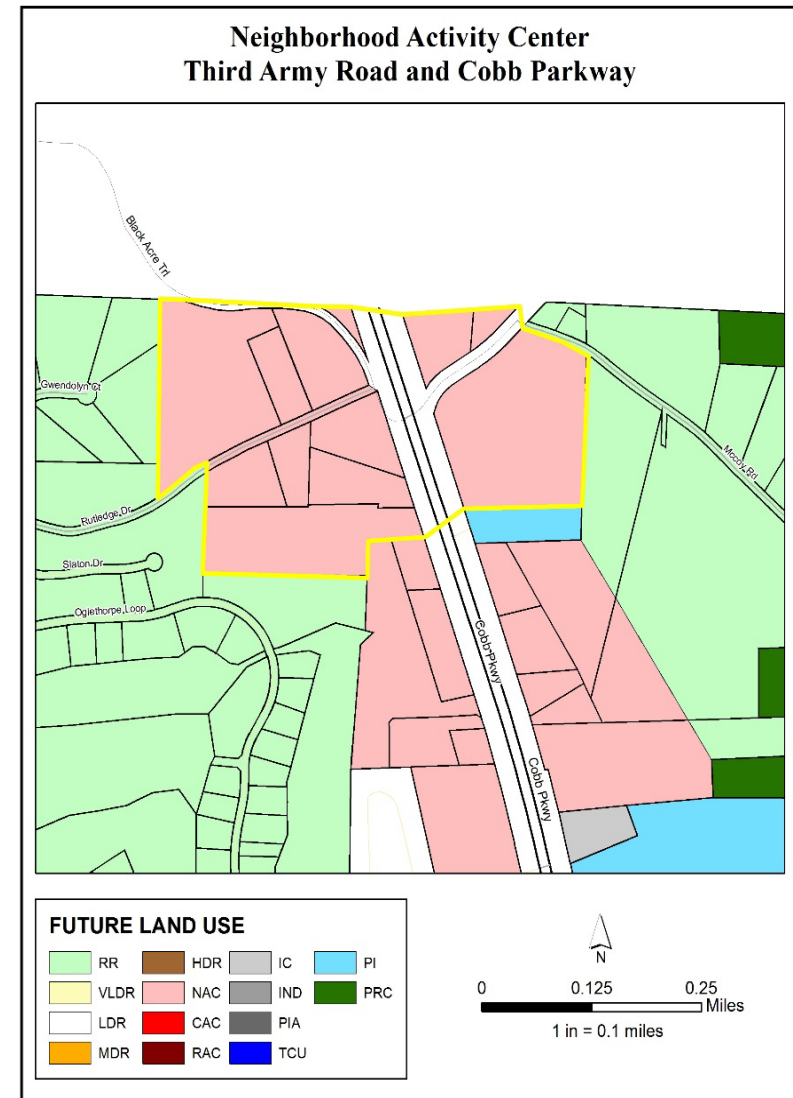 Neighborhood Activity Center
Third Army Road and Cobb Parkway
Black Acre Trl
Gwendolyn Ct
Mccoy Rd
Rutledge Dr
Slaton Dr
Oglethorpe Loop
Cobb Pkwy
Cobb Pkwy
FUTURE LAND USE
RR HDR IC PI
VLDR NAC IND PRC
LDR CAC PIA
MDR RAC TCU
N
0 0.125 0.25
Miles
1 in = 0.1 miles